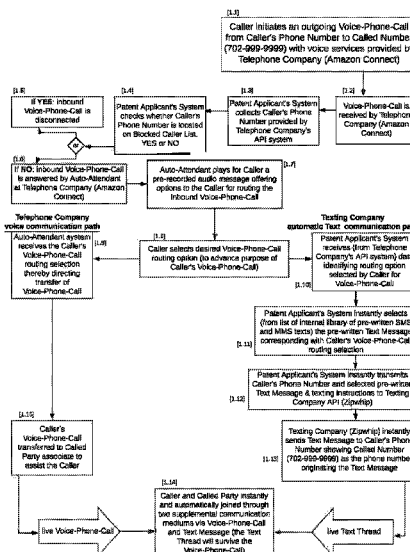 [1.1]
Caller initiates an outgoing Voice-Phone-Call
from Caller's Phone Number to Called Number
(702-999-9999) with voice services provided by
Telephone Company (Amazon Connect)
[1.2]
Voice-Phone-Call is
received by Telephone
Company (Amazon
Connect)
[1.3]
Patent Applicant's System
collects Caller's Phone
Number provided by
Telephone Company's
API system
[1.4]
Patent Applicant's System
checks whether Caller's
Phone Number is located
on Blocked Caller List.
YES or NO
[1.5]
If YES: inbound
Voice-Phone-Call is
disconnected
or
[1.6]
If NO: inbound Voice-Phone-Call
is answered by Auto-Attendant
at Telephone Company (Amazon
Connect)
[1.7]
Auto-Attendant plays for Caller a
pre-recorded audio message offering
options to the Caller for routing the
inbound Voice-Phone-Call
Telephone Company
voice communication path
Texting Company
automatic Text communication pa
[1.8]
Caller selects desired Voice-Phone-Call
routing option (to advance purpose of
Caller's Voice-Phone-Call)
[1.9]
Auto-Attendant system
receives the Caller's
Voice-Phone-Call
routing selection
thereby directing
transfer of
Voice-Phone-Call
[1.10]
Patent Applicant's System
receives (from Telephone
Company's API system) data
identifying routing option
selected by Caller for
Voice-Phone-Call
[1.11]
Patent Applicant's System instantly selects
(from list of internal library of pre-written SMS
and MMS texts) the pre-written Text Message
corresponding with Caller's Voice-Phone-Call
routing selection
[1.12]
Patent Applicant's System instantly transmits
Caller's Phone Number and selected pre-written
Text Message & texting instructions to Texting
Company API (Zipwhip)
[1.13]
Texting Company (Zipwhip) instantly
sends Text Message to Caller's Phone
Number showing Called Number
(702-999-9999) as the phone number
originating the Text Message
[1.15]
Caller's
Voice-Phone-Call
transferred to Called
Party associate to
assist the Caller
[1.14]
Caller and Called Party instantly
and automatically joined through
two supplemental communication
mediums via Voice-Phone-Call
and Text Message (the Text
Thread will survive the
Voice-Phone-Call)
live Voice-Phone-Call
live Text Thread